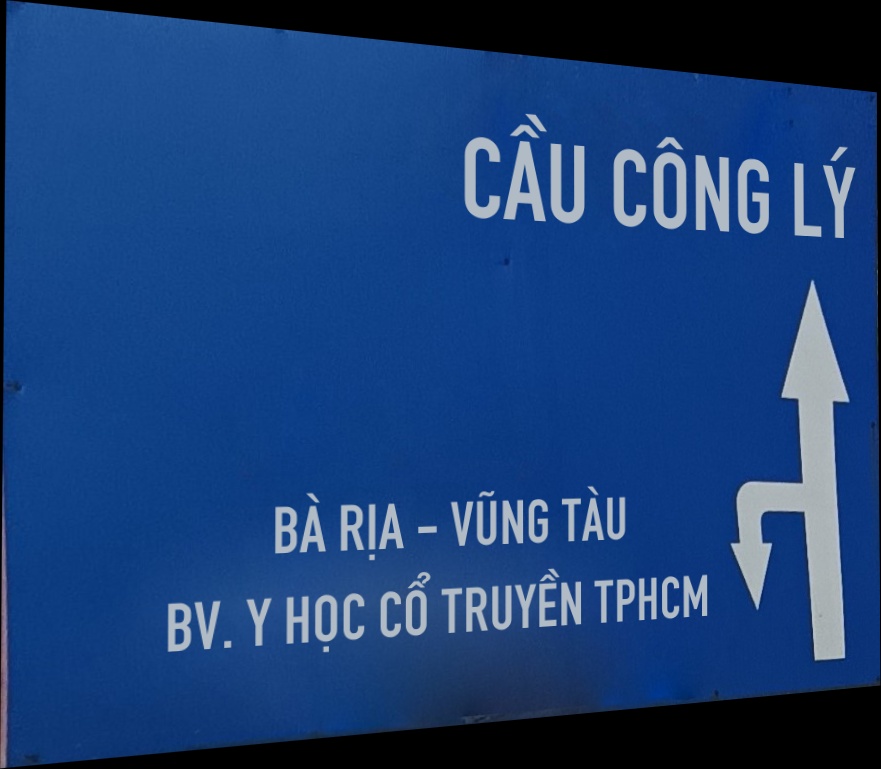 CẦU CÔNG LÝ
BÀ RỊA - VŨNG TÀU
BV. Y HỌC CỔ TRUYỀN TPHCM